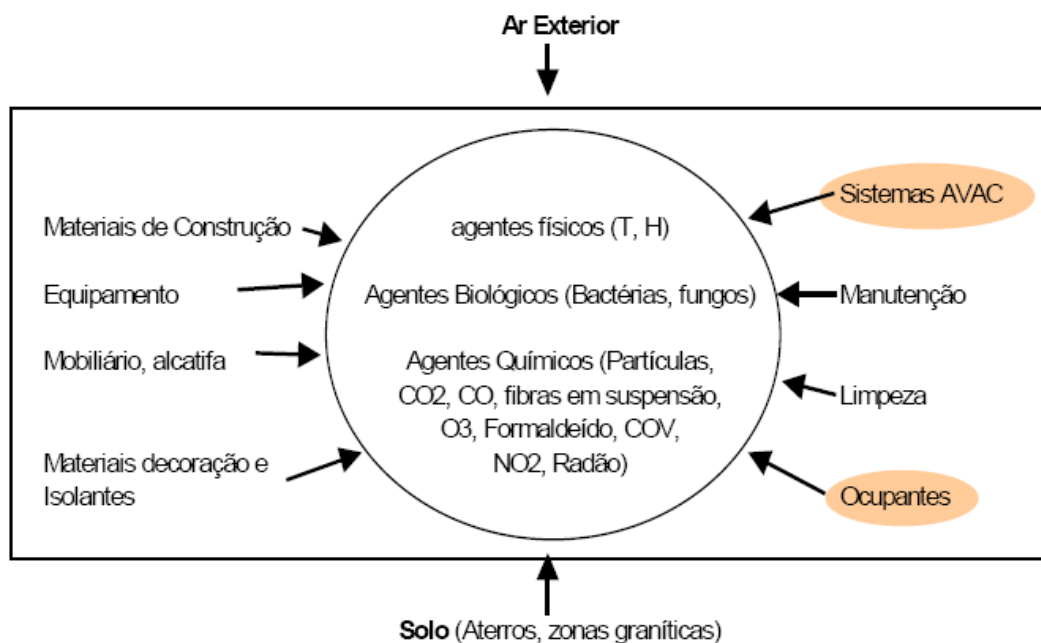 Ar Exterior
Sistemas AVAC
Materiais de Construção
agentes físicos (T, H)
Equipamento
Agentes Biológicos (Bactérias, fungos)
Manutenção
Mobiliário, alcatifa
Agentes Químicos (Partículas,
CO2, CO, fibras em suspensão,
O3, Formaldeído, COV,
NO2, Radão)
Limpeza
Materiais decoração e
Isolantes
Ocupantes
Solo (Aterros, zonas graníticas)